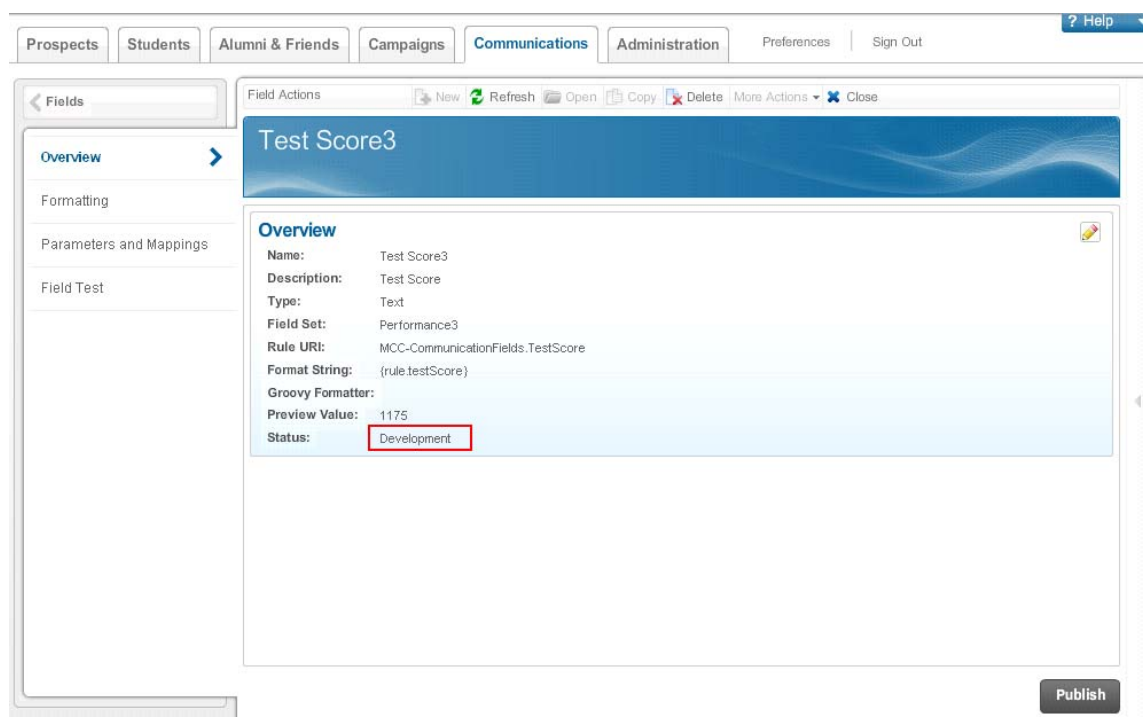 ? Help
Prospects Students Alumni & Friends Campaigns Communications Administration Preferences Sign Out
Fields
Field Actions New Refresh Open Copy Delete More Actions Close
Overview
Formatting
Parameters and Mappings
Field Test
Test Score3
Overview
Name: Test Score3
Description: Test Score
Type: Text
Field Set: Performance3
Rule URI: MCC-CommunicationFields.TestScore
Format String: {rule.testScore}
Groovy Formatter:
Preview Value: 1175
Status: Development
Publish